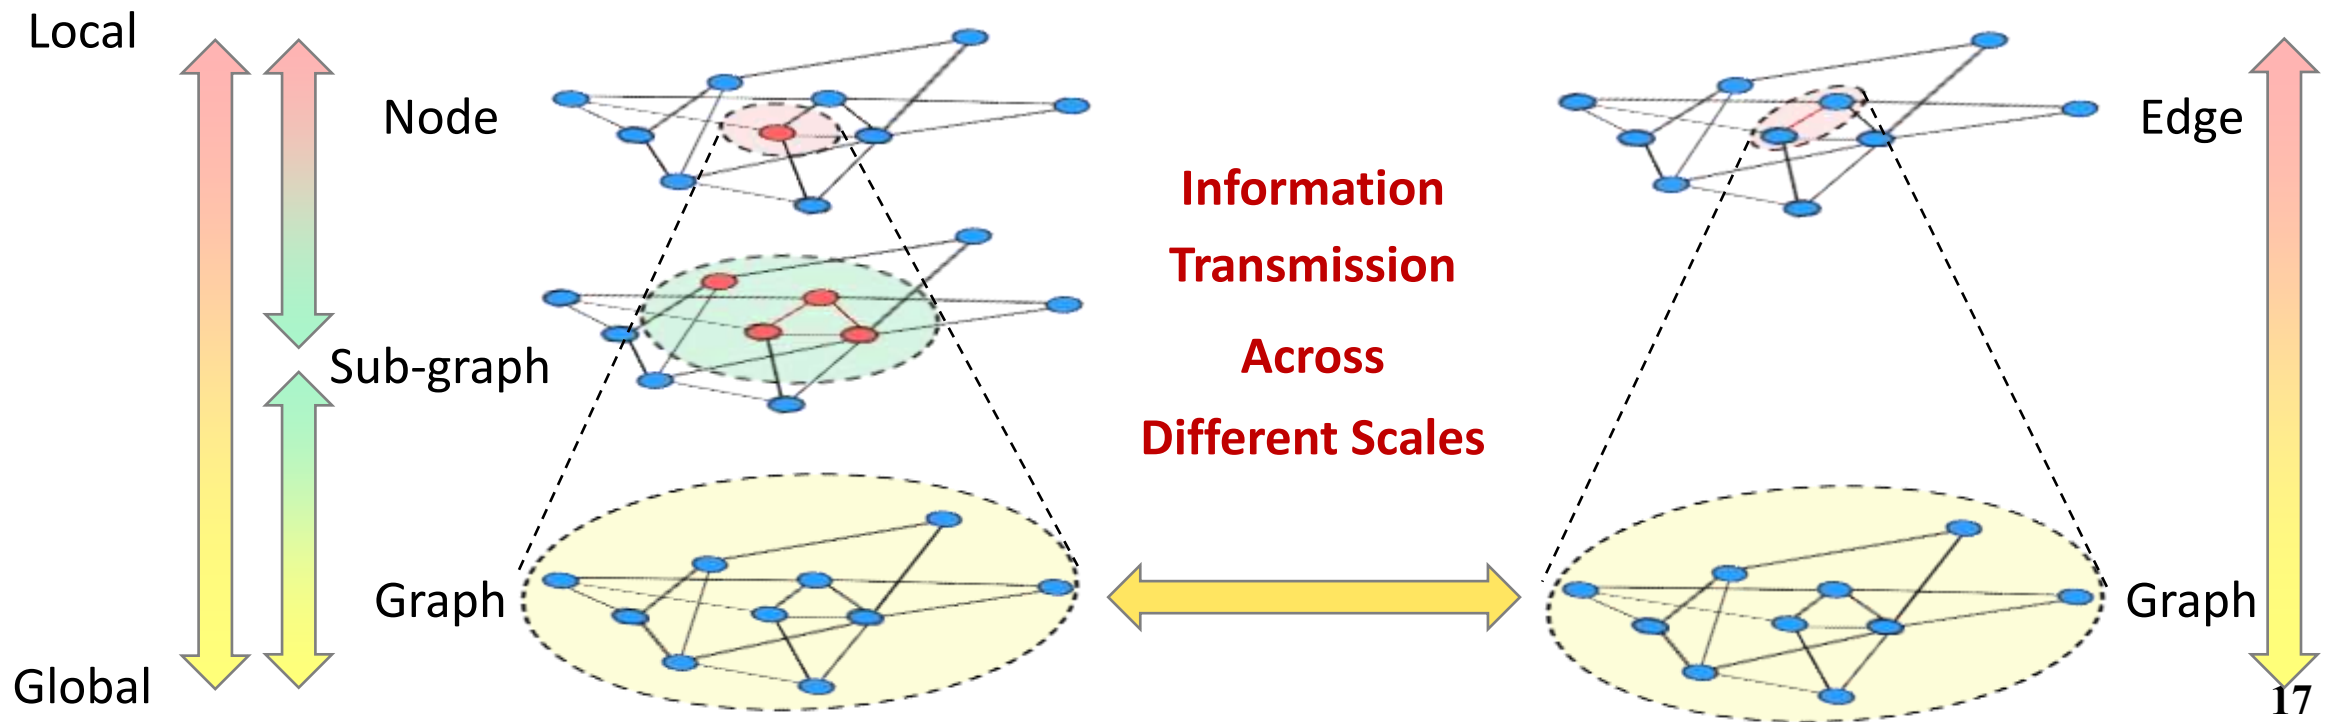 Local
Node
Sub-graph
Graph
Global
Information
Transmission
Across
Different Scales
Edge
Graph
17